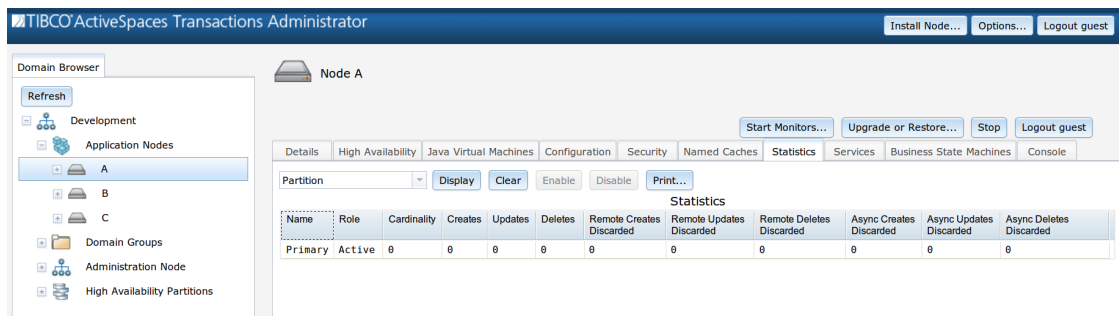 TIBCO® ActiveSpaces Transactions Administrator
Install Node... Options... Logout guest
Domain Browser
Refresh
Development
Application Nodes
A
B
C
Domain Groups
Administration Node
High Availability Partitions
Node A
Start Monitors... Upgrade or Restore... Stop Logout guest
Details High Availability Java Virtual Machines Configuration Security Named Caches Statistics Services Business State Machines Console
Partition Display Clear Enable Disable Print...
Statistics
Name Role Cardinality Creates Updates Deletes Remote Creates Discarded Remote Updates Discarded Remote Deletes Discarded Async Creates Discarded Async Updates Discarded Async Deletes Discarded
Primary Active 0 0 0 0 0 0 0 0 0 0